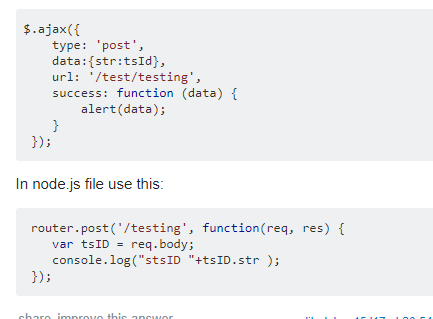 $.ajax({
    type: 'post',
    data:{str:tsId},
    url: '/test/testing',
    success: function (data) {
        alert(data);
    }
 });
In node.js file use this:
router.post('/testing', function(req, res) {
   var tsID = req.body;
   console.log("stsID "+tsID.str );
});
share improve this answer